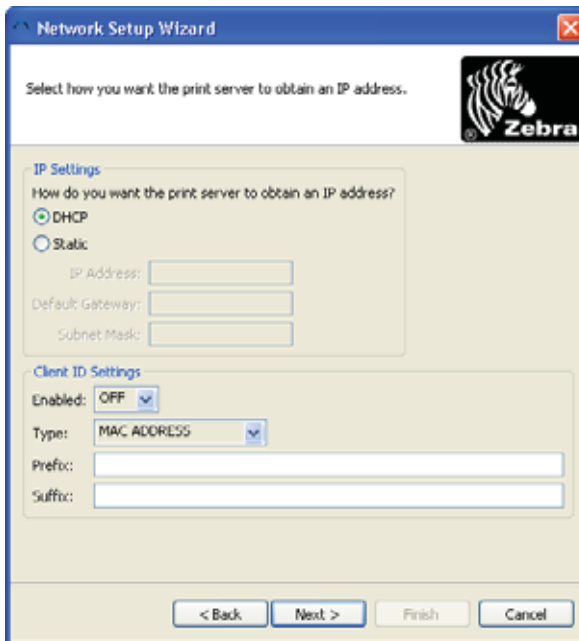 Network Setup Wizard
Select how you want the print server to obtain an IP address.
Zebra
IP Settings
How do you want the print server to obtain an IP address?
DHCP
Static
IP Address:
Default Gateway:
Subnet Mask:
Client ID Settings
Enabled: OFF
Type: MAC ADDRESS
Prefix:
Suffix:
< Back Next > Finish Cancel